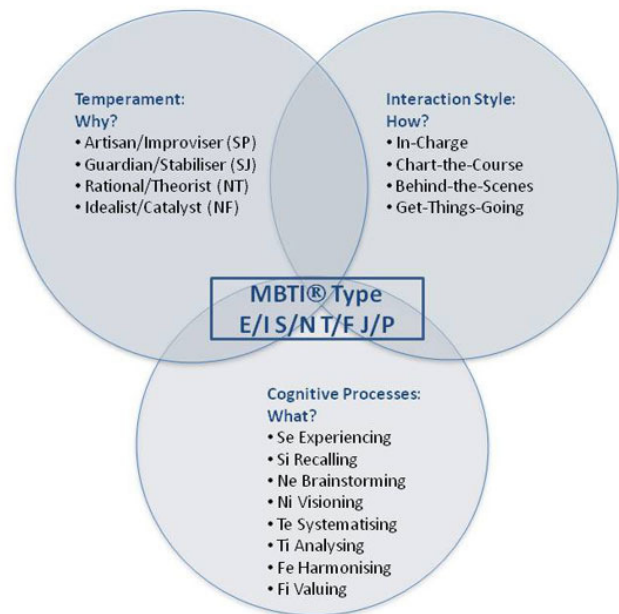 Temperament:
Why?
• Artisan/Improviser (SP)
• Guardian/Stabiliser (SJ)
• Rational/Theorist (NT)
• Idealist/Catalyst (NF)
Interaction Style:
How?
• In-Charge
• Chart-the-Course
• Behind-the-Scenes
• Get-Things-Going
MBTI® Type
E/I S/N T/F J/P
Cognitive Processes:
What?
• Se Experiencing
• Si Recalling
• Ne Brainstorming
• Ni Visioning
• Te Systematising
• Ti Analysing
• Fe Harmonising
• Fi Valuing